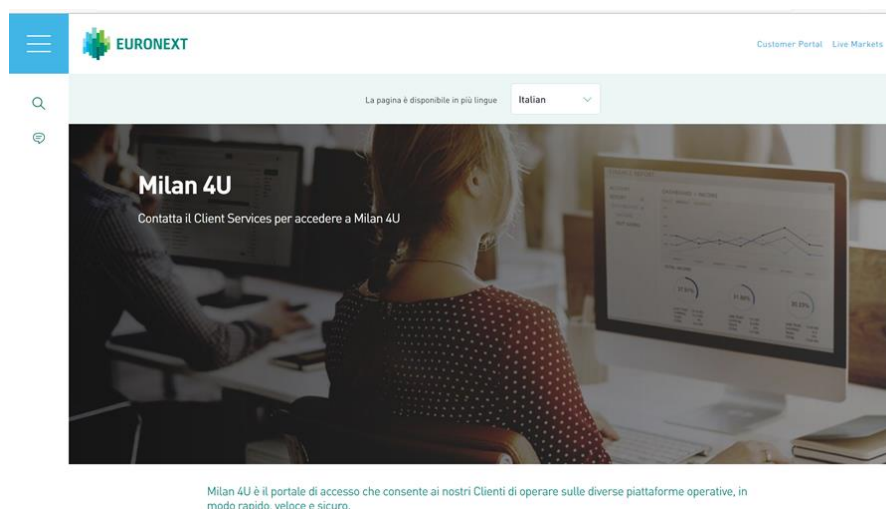 EURONEXT
Customer Portal Live Markets
La pagina è disponibile in più lingue Italian
Milan 4U
Contatta il Client Services per accedere a Milan 4U
Milan 4U è il portale di accesso che consente ai nostri Clienti di operare sulle diverse piattaforme operative, in
modo rapido, veloce e sicuro.